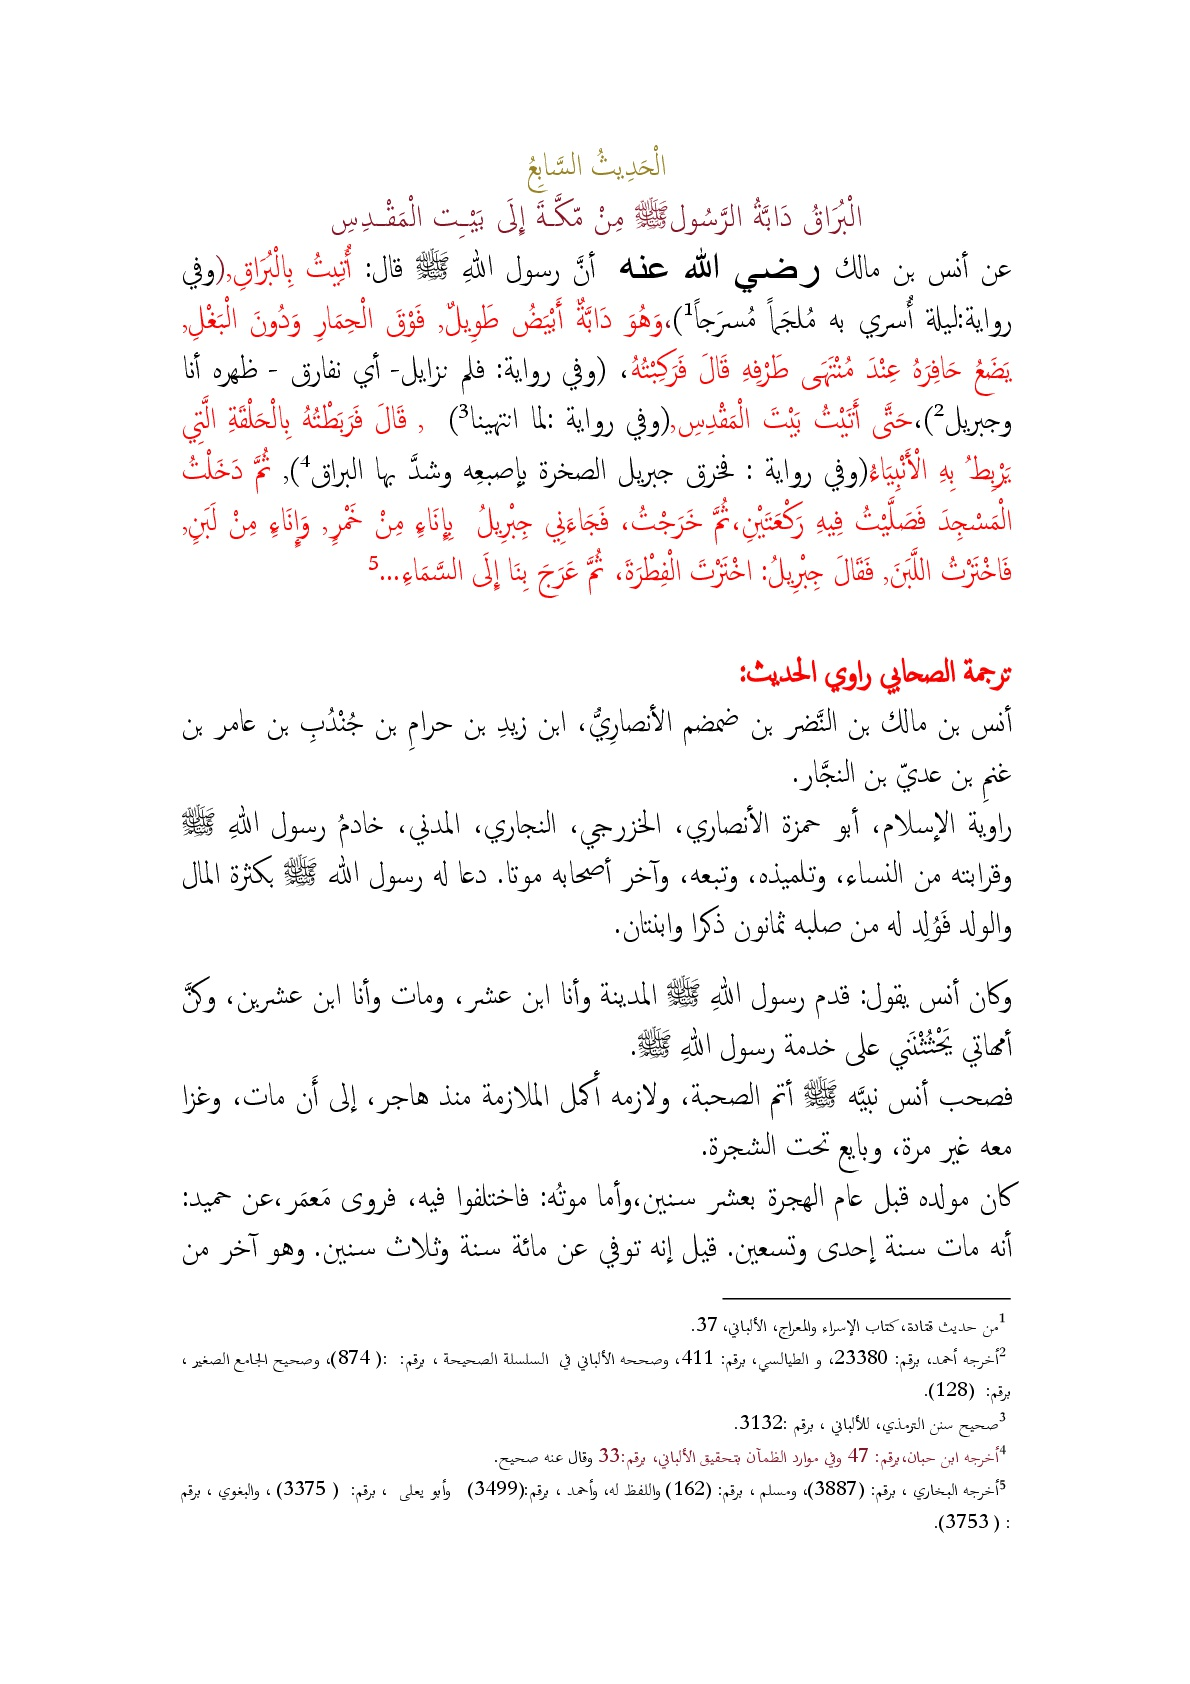 الْحَدِيثُ السَّابِعُ
الْبُرَاقُ دَابَّةُ الرَّسُولﷺ مِنْ مّكَّةَ إِلَى بَيْتِ الْمَقْدِسِ
عن أنس بن مالك رضي الله عنه أنَّ رسول اللهِ ﷺ قال: أُتِيتُ بِالْبُرَاقِ,(وفي
رواية:ليلة أُسري به مُلجَماً مُسرَجاً1)،وَهُوَ دَابَّةٌ أَبْيَضُ طَوِيلٌ, فَوْقَ الْحِمَارِ وَدُونَ الْبَغْلِ,
يَضَعُ حَافِرَهُ عِنْدَ مُنْتَهَى طَرْفِهِ قَالَ فَرَكِبْتُهُ، (وفي رواية: فلم نزايل- أي نفارق - ظهره أنا
وجبريل2)،حَتَّى أَتَيْتُ بَيْتَ الْمَقْدِسِ,(وفي رواية :لما انتهينا3) , قَالَ فَرَبَطْتُهُ بِالْحَلْقَةِ الَّتِي
يَرْبِطُ بِهِ الْأَنْبِيَاءُ(وفي رواية : فخرق جبريل الصخرة بإصبعِه وشدَّ بها البراق4), ثُمَّ دَخَلْتُ
الْمَسْجِدَ فَصَلَّيْتُ فِيهِ رَكْعَتَيْنِ،ثُمَّ خَرَجْتُ، فَجَاءَنِي جِبْرِيلُ بِإِنَاءٍ مِنْ خَمْرٍ, وَإِنَاءٍ مِنْ لَبَنٍ,
فَاخْتَرْتُ اللَّبَنَ, فَقَالَ جِبْرِيلُ: اخْتَرْتَ الْفِطْرَةَ، ثُمَّ عَرَجَ بِنَا إِلَى السَّمَاءِ...5
ترجمة الصحابي راوي الحديث:
أنس بن مالك بن النَّضر بن ضمضم الأنصارِيُّ، ابن زيدِ بن حرامِ بن جُنْدُبِ بن عامر بن
غنمِ بن عديّ بن النجَّار.
راوية الإسلام، أبو حمزة الأنصاري، الخزرجي، النجاري، المدني، خادمُ رسول اللهِ ﷺ
وقرابته من النساء، وتلميذه، وتبعه، وآخر أصحابه موتا. دعا له رسول الله ﷺ بكثرة المال
والولد فَوُلِد له من صلبه ثمانون ذكرا وابنتان.
وكان أنس يقول: قدم رسول اللهِ ﷺ المدينة وأنا ابن عشر، ومات وأنا ابن عشرين، وكنَّ
أمهاتي يَحْثُثْنَني على خدمة رسول اللهِ ﷺ.
فصحب أنس نبيَّه ﷺ أتم الصحبة، ولازمه أكمل الملازمة منذ هاجر، إلى أَن مات، وغزا
معه غير مرة، وبايع تحت الشجرة.
كان مولده قبل عام الهجرة بعشر سنين،وأما موتُه: فاختلفوا فيه، فروى مَعمَر،عن حميد:
أنه مات سنة إحدى وتسعين. قيل إنه توفي عن مائة سنة وثلاث سنين. وهو آخر من
1من حديث قتادة،كتاب الإسراء والمعراج، الألباني، 37.
2أخرجه أحمد، برقم: 23380، و الطيالسي، برقم: 411، وصححه الألباني في السلسلة الصحيحة ، برقم: :( 874)، وصحيح الجامع الصغير ،
برقم: (128).
3صحيح سنن الترمذي، للألباني ، برقم :3132.
4أخرجه ابن حبان،برقم: 47 وفي موارد الظمآن بتحقيق الألباني، برقم:33 وقال عنه صحيح.
5أخرجه البخاري ، برقم: (3887)، ومسلم ، برقم: (162) واللفظ له، وأحمد ، برقم:(3499) وأبو يعلى ، برقم: ( 3375) ، والبغوي ، برقم
: ( 3753).